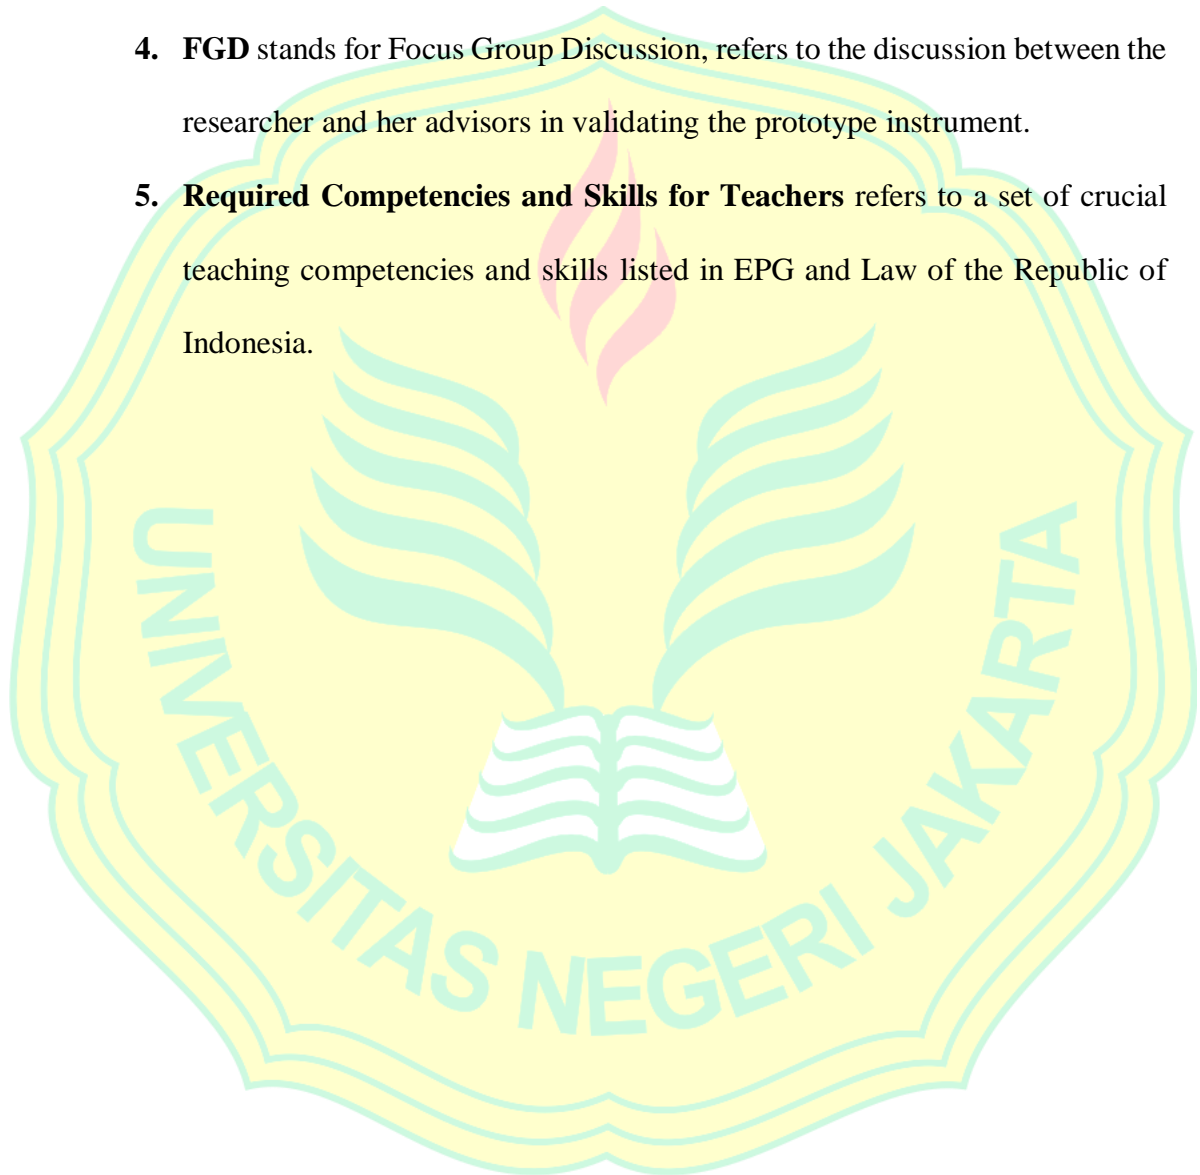 4. FGD stands for Focus Group Discussion, refers to the discussion between the
researcher and her advisors in validating the prototype instrument.
5. Required Competencies and Skills for Teachers refers to a set of crucial
teaching competencies and skills listed in EPG and Law of the Republic of
Indonesia.
UNIVERSITAS NEGERI JAKARTA